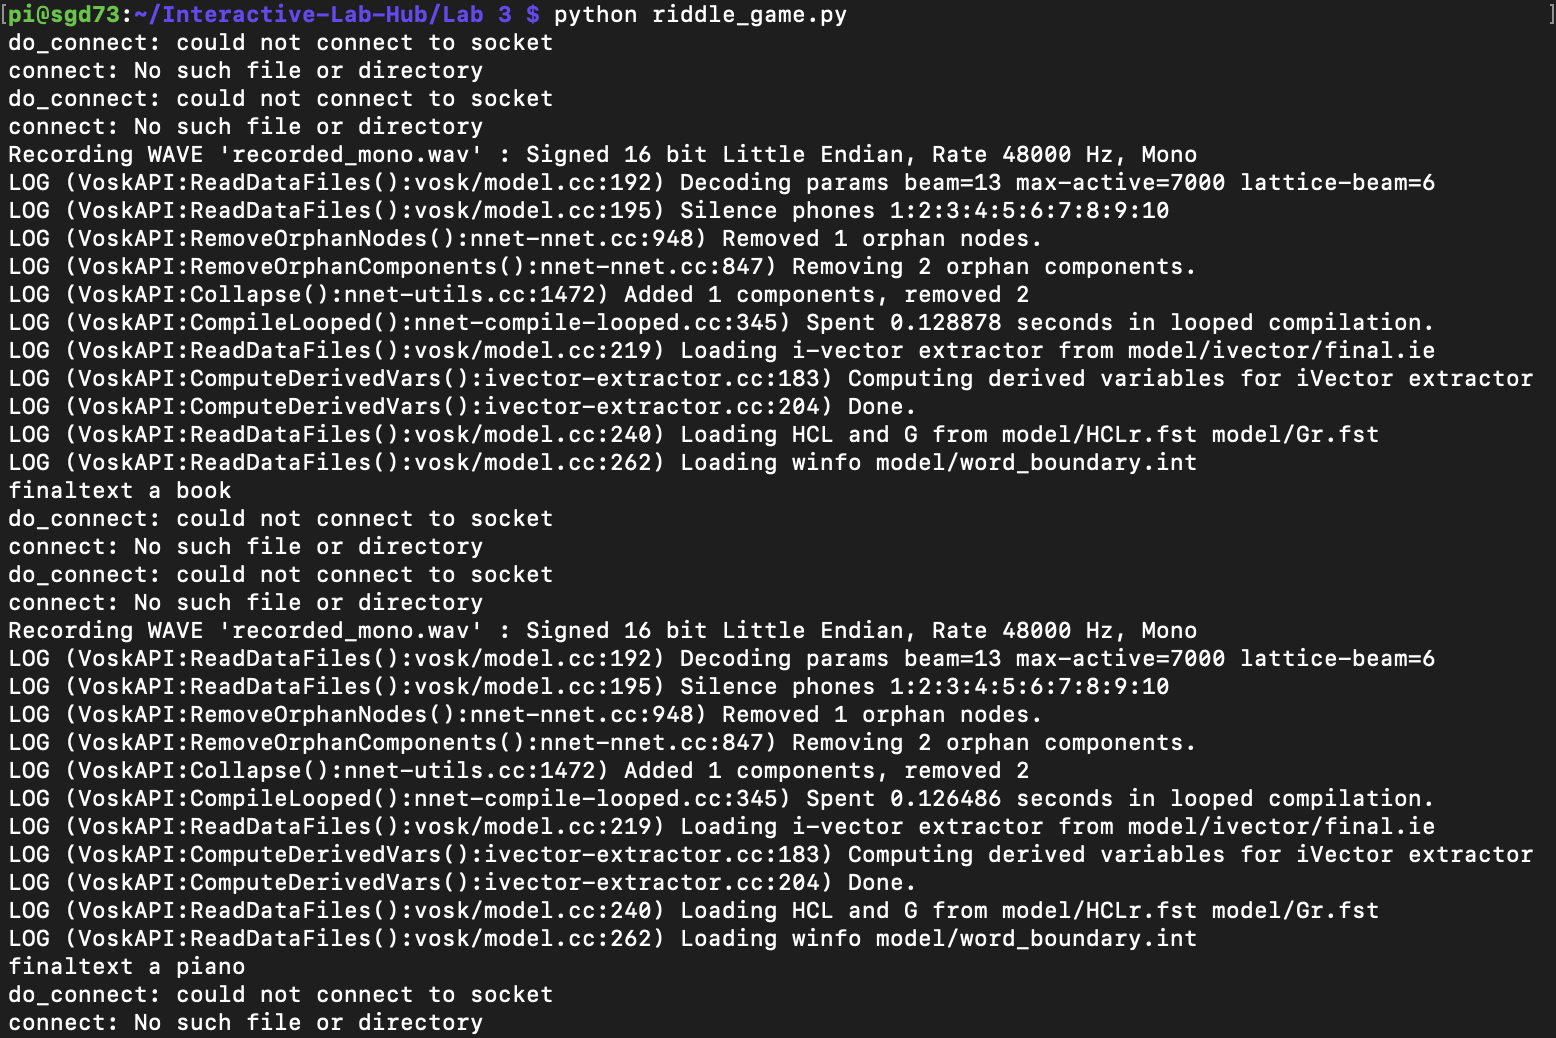 [pi@sgd73:~/Interactive-Lab-Hub/Lab 3 $ python riddle_game.py ]
do_connect: could not connect to socket
connect: No such file or directory
do_connect: could not connect to socket
connect: No such file or directory
Recording WAVE 'recorded_mono.wav' : Signed 16 bit Little Endian, Rate 48000 Hz, Mono
LOG (VoskAPI:ReadDataFiles():vosk/model.cc:192) Decoding params beam=13 max-active=7000 lattice-beam=6
LOG (VoskAPI:ReadDataFiles():vosk/model.cc:195) Silence phones 1:2:3:4:5:6:7:8:9:10
LOG (VoskAPI:RemoveOrphanNodes():nnet-nnet.cc:948) Removed 1 orphan nodes.
LOG (VoskAPI:RemoveOrphanComponents():nnet-nnet.cc:847) Removing 2 orphan components.
LOG (VoskAPI:Collapse():nnet-utils.cc:1472) Added 1 components, removed 2
LOG (VoskAPI:CompileLooped():nnet-compile-looped.cc:345) Spent 0.128878 seconds in looped compilation.
LOG (VoskAPI:ReadDataFiles():vosk/model.cc:219) Loading i-vector extractor from model/ivector/final.ie
LOG (VoskAPI:ComputeDerivedVars():ivector-extractor.cc:183) Computing derived variables for iVector extractor
LOG (VoskAPI:ComputeDerivedVars():ivector-extractor.cc:204) Done.
LOG (VoskAPI:ReadDataFiles():vosk/model.cc:240) Loading HCL and G from model/HCLr.fst model/Gr.fst
LOG (VoskAPI:ReadDataFiles():vosk/model.cc:262) Loading winfo model/word_boundary.int
finaltext a book
do_connect: could not connect to socket
connect: No such file or directory
do_connect: could not connect to socket
connect: No such file or directory
Recording WAVE 'recorded_mono.wav' : Signed 16 bit Little Endian, Rate 48000 Hz, Mono
LOG (VoskAPI:ReadDataFiles():vosk/model.cc:192) Decoding params beam=13 max-active=7000 lattice-beam=6
LOG (VoskAPI:ReadDataFiles():vosk/model.cc:195) Silence phones 1:2:3:4:5:6:7:8:9:10
LOG (VoskAPI:RemoveOrphanNodes():nnet-nnet.cc:948) Removed 1 orphan nodes.
LOG (VoskAPI:RemoveOrphanComponents():nnet-nnet.cc:847) Removing 2 orphan components.
LOG (VoskAPI:Collapse():nnet-utils.cc:1472) Added 1 components, removed 2
LOG (VoskAPI:CompileLooped():nnet-compile-looped.cc:345) Spent 0.126486 seconds in looped compilation.
LOG (VoskAPI:ReadDataFiles():vosk/model.cc:219) Loading i-vector extractor from model/ivector/final.ie
LOG (VoskAPI:ComputeDerivedVars():ivector-extractor.cc:183) Computing derived variables for iVector extractor
LOG (VoskAPI:ComputeDerivedVars():ivector-extractor.cc:204) Done.
LOG (VoskAPI:ReadDataFiles():vosk/model.cc:240) Loading HCL and G from model/HCLr.fst model/Gr.fst
LOG (VoskAPI:ReadDataFiles():vosk/model.cc:262) Loading winfo model/word_boundary.int
finaltext a piano
do_connect: could not connect to socket
connect: No such file or directory